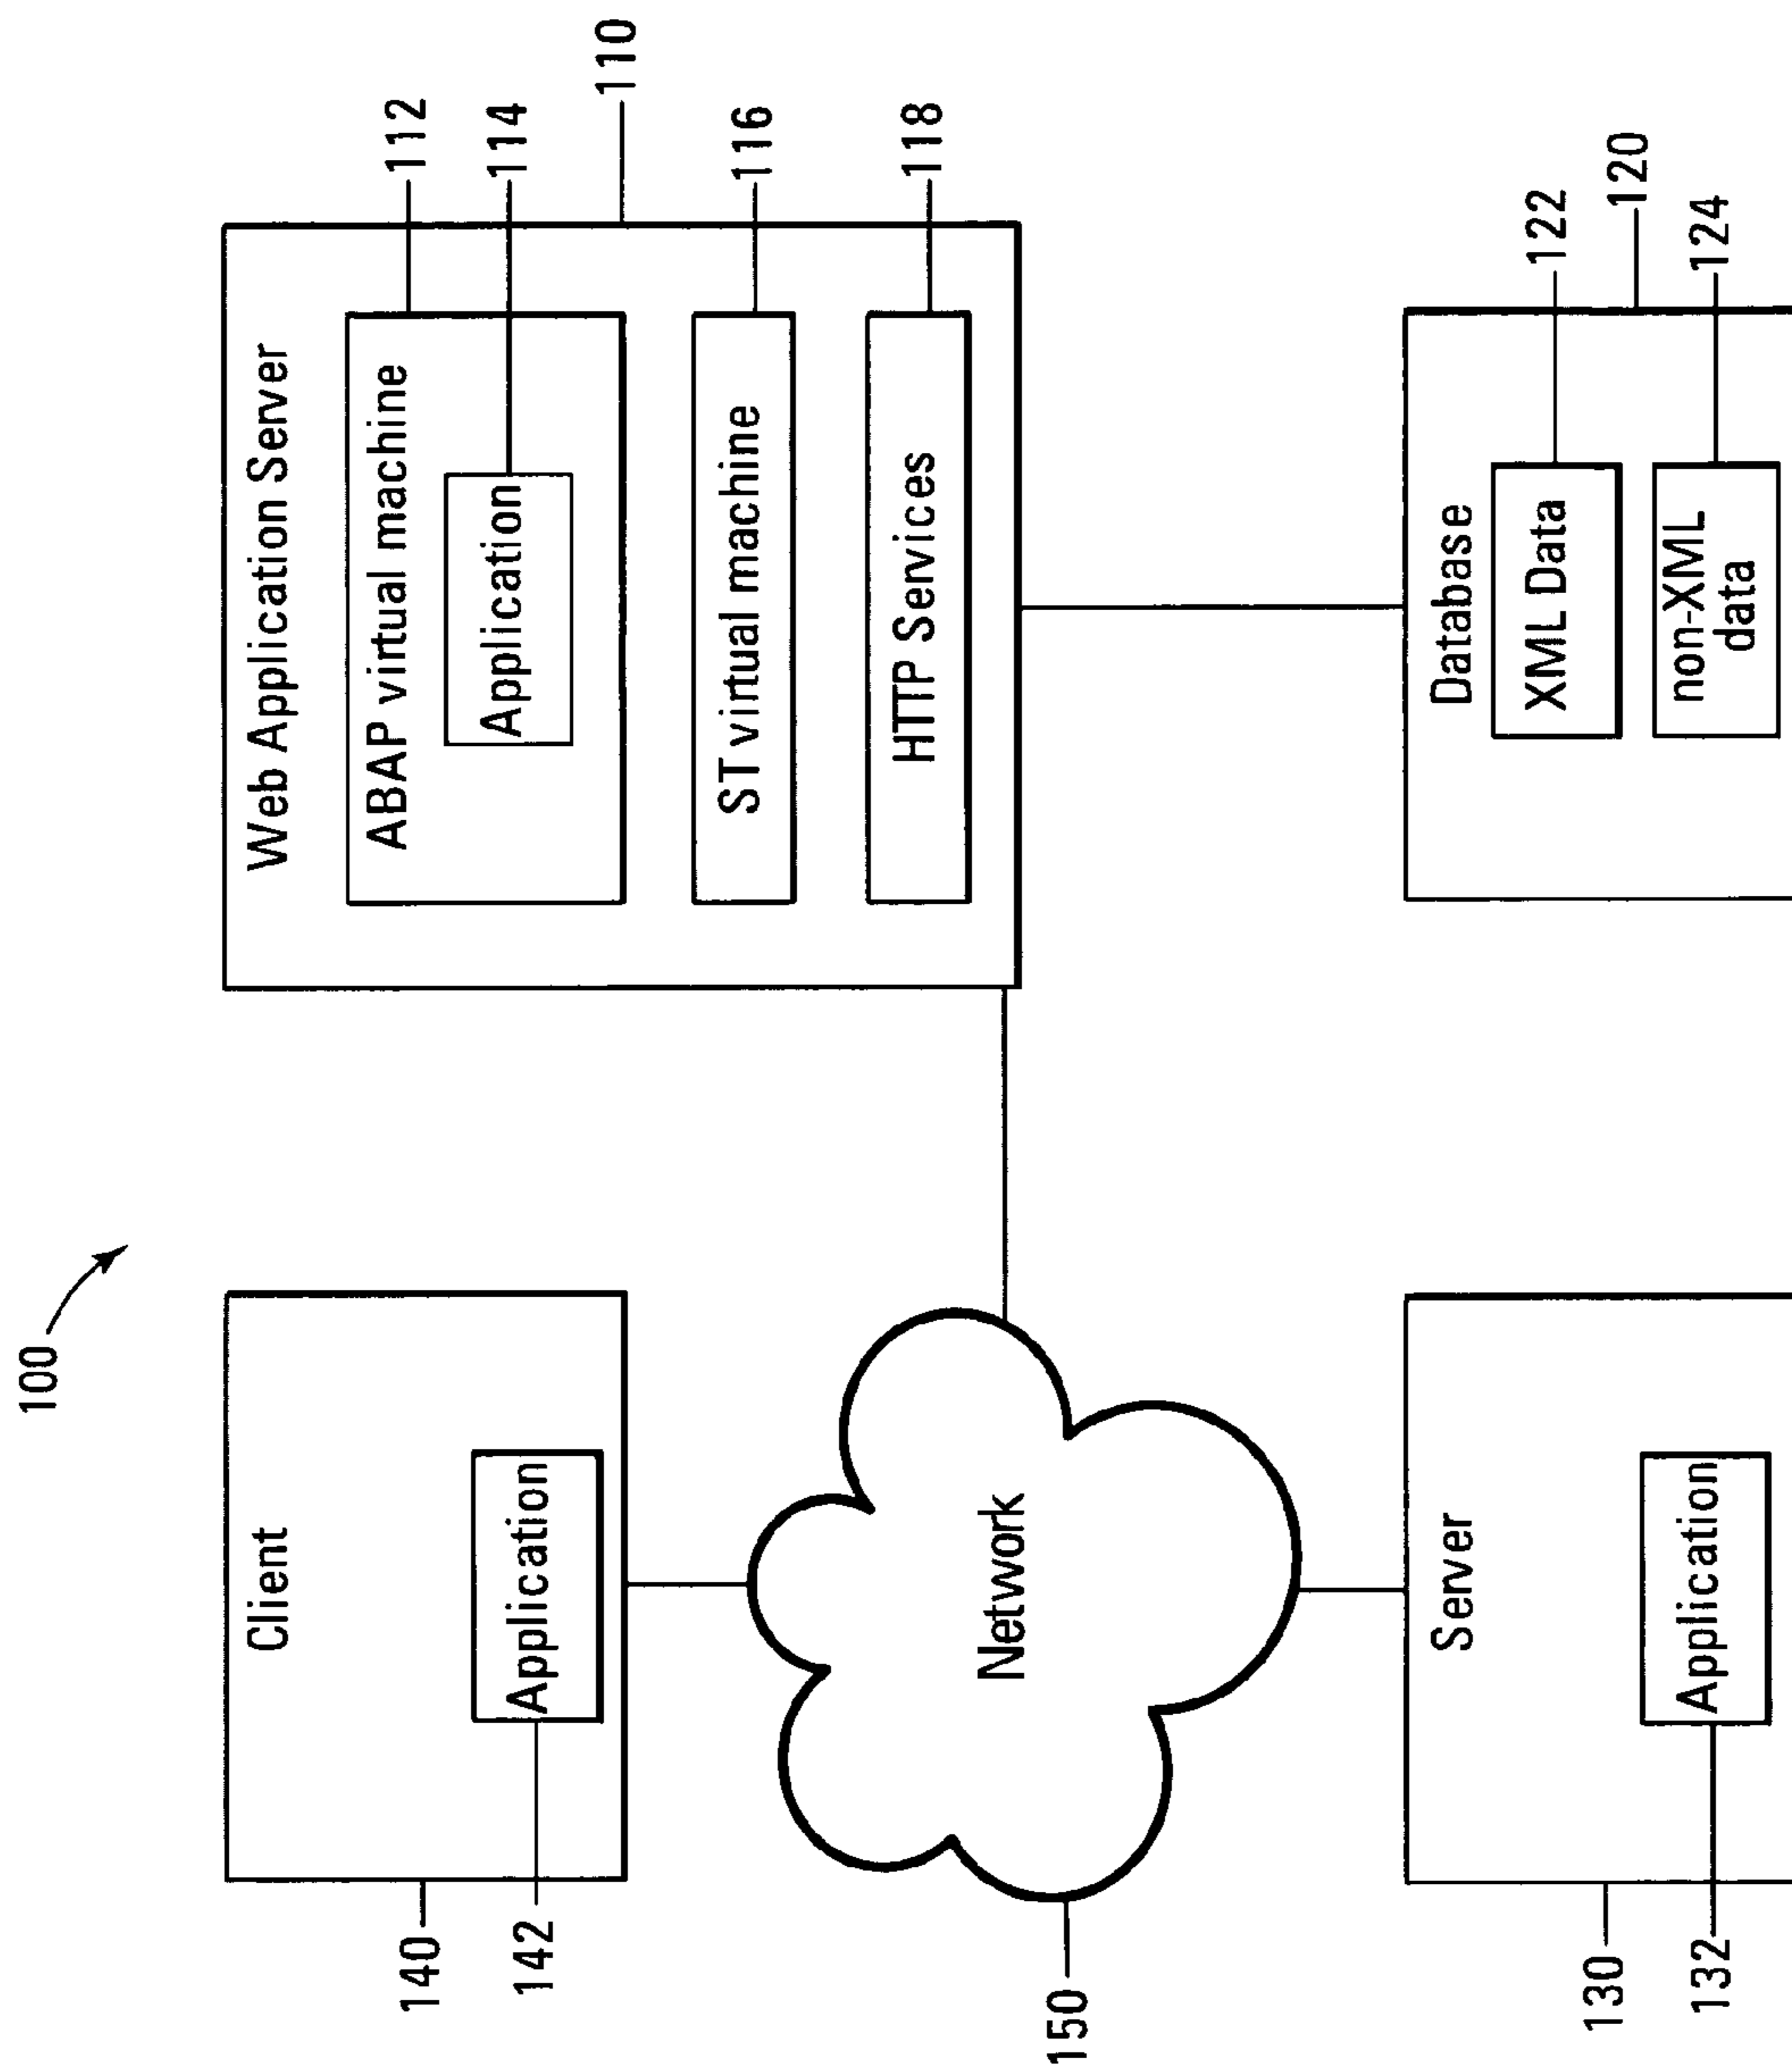 100
140
Client
142
Application
150
Network
130
Server
132
Application
Web Application Server
110
ABAP virtual machine
112
Application
114
ST virtual machine
116
HTTP Services
118
Database
120
XML Data
122
non-XML
data
124